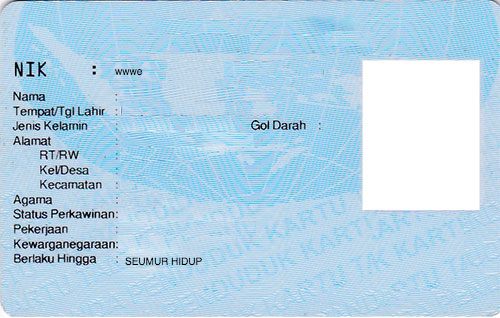 NIK : wwwe
Nama :
Tempat/Tgl Lahir :
Jenis Kelamin : Gol Darah :
Alamat :
RT/RW :
Kel/Desa :
Kecamatan :
Agama :
Status Perkawinan:
Pekerjaan :
Kewarganegaraan:
Berlaku Hingga : SEUMUR HIDUP